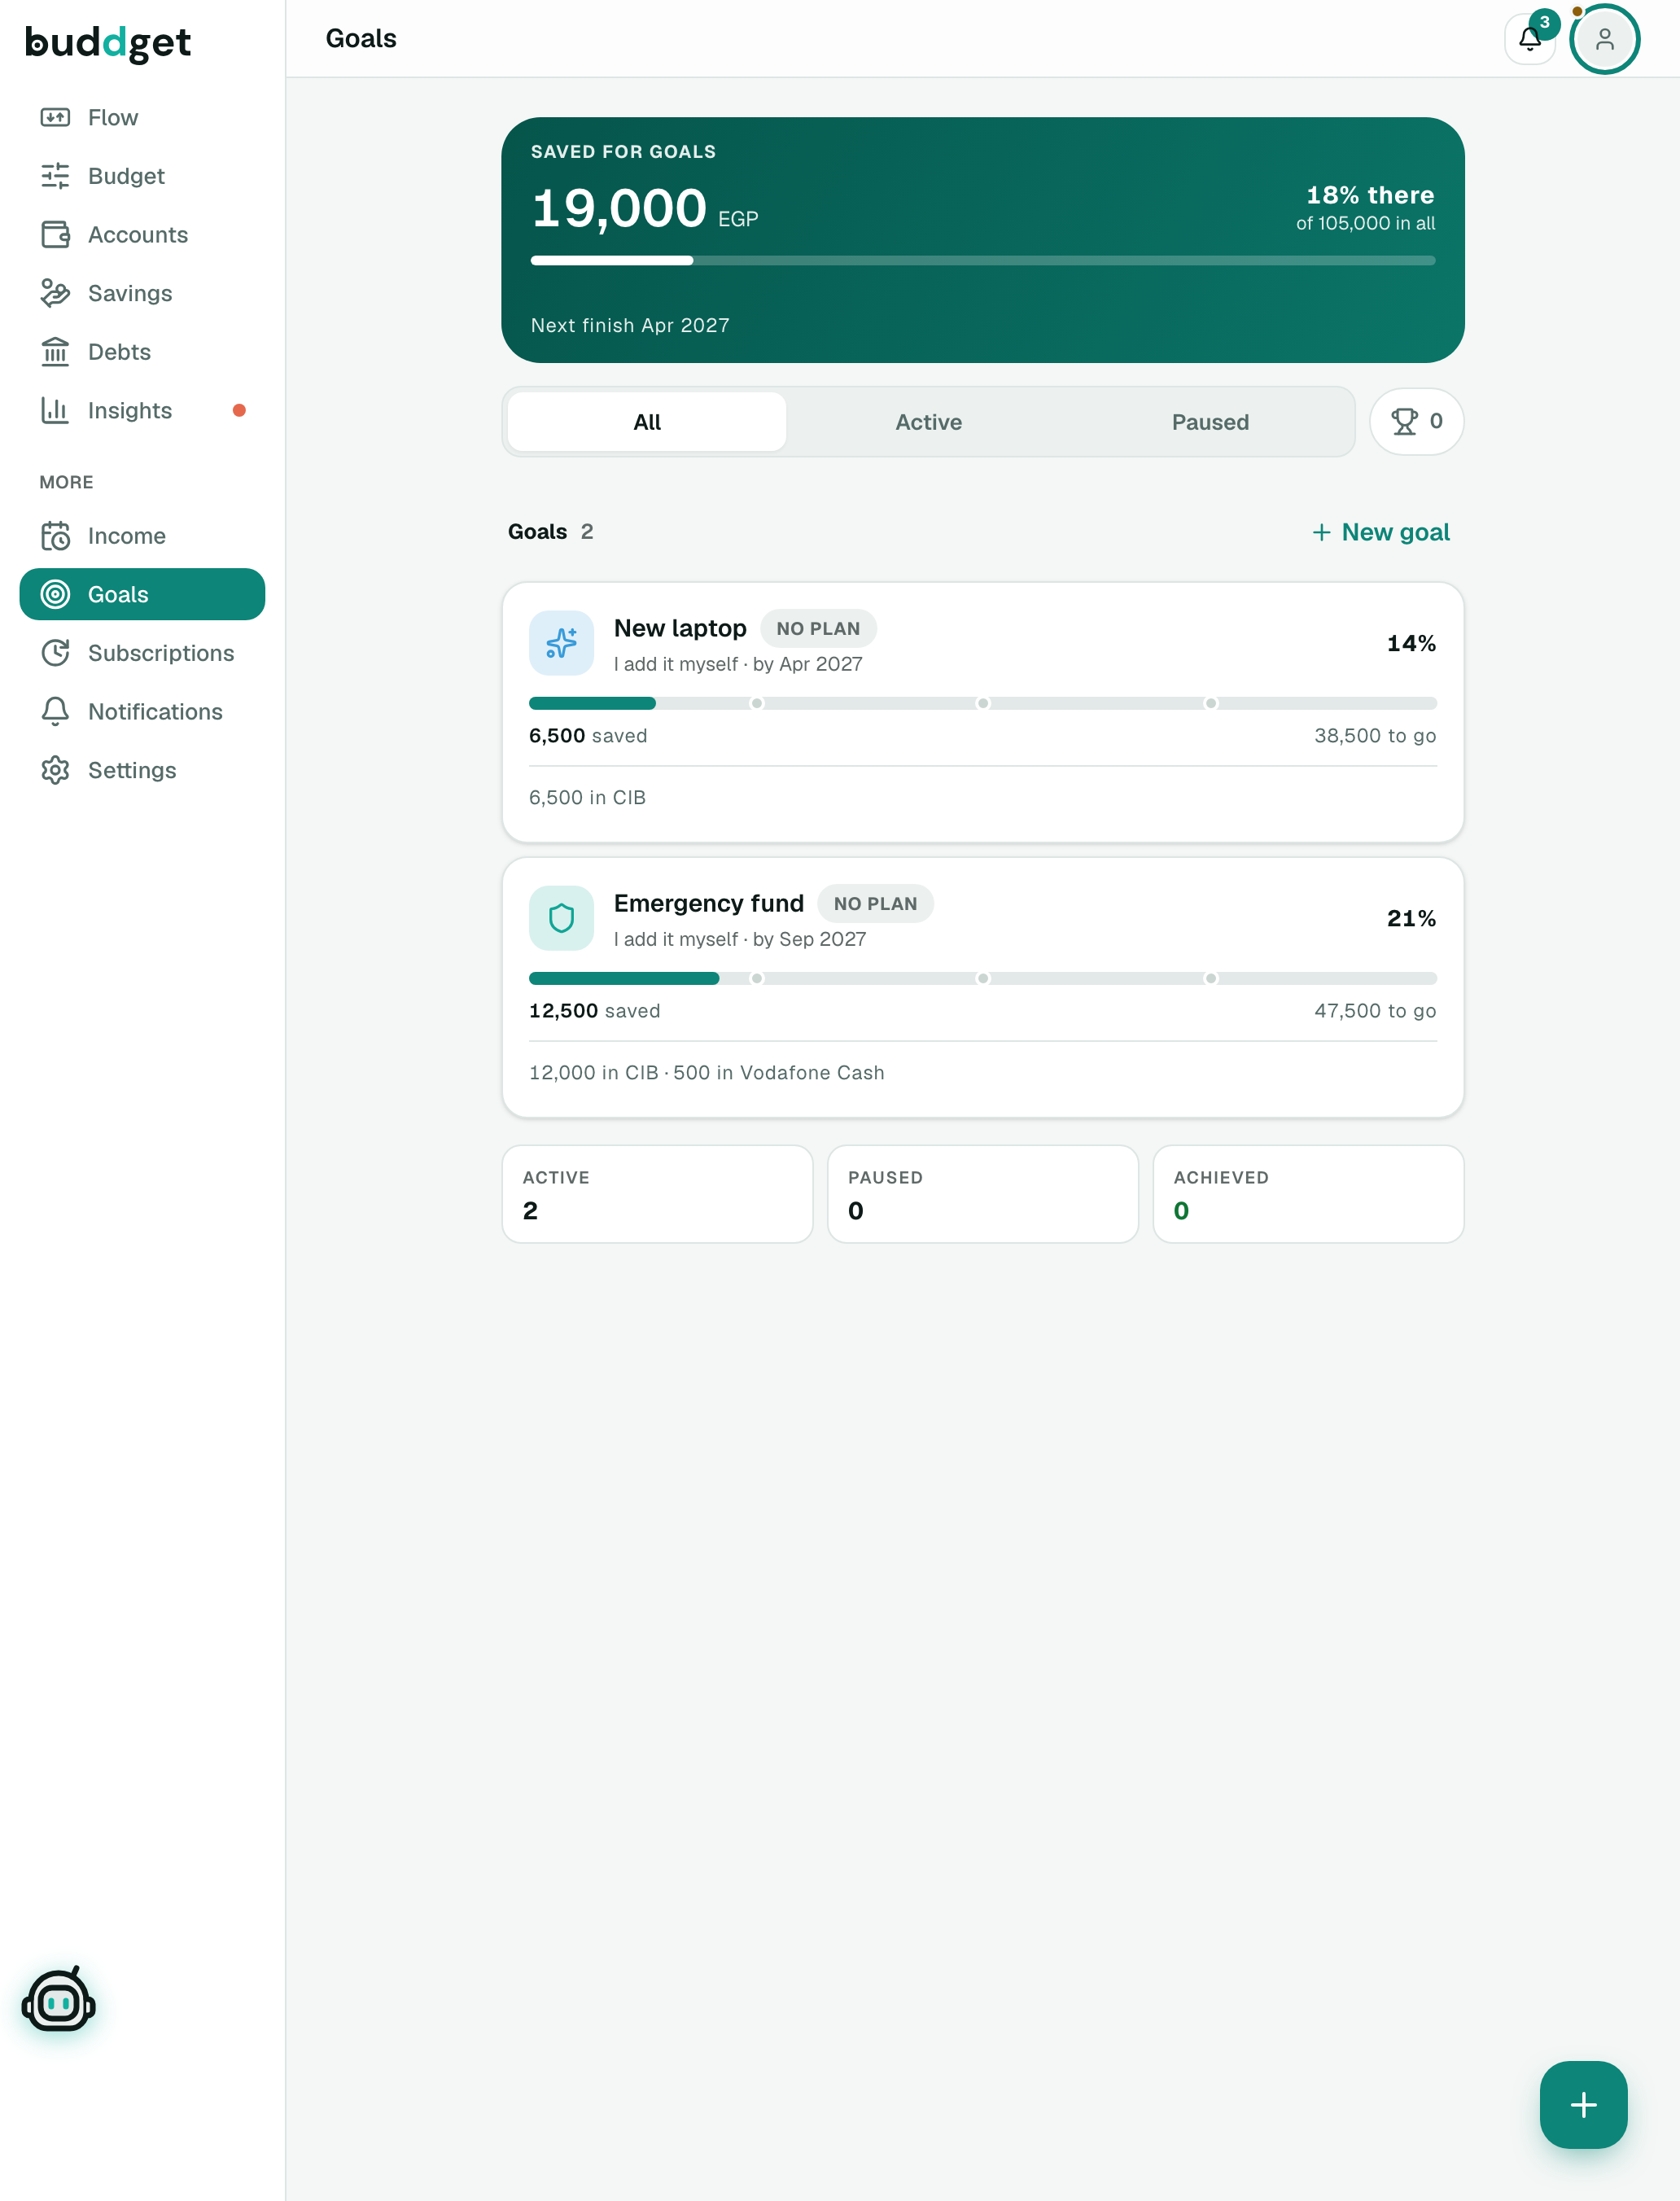 buddget
Flow
Budget
Accounts
Savings
Debts
Insights
MORE
Income
Goals
Subscriptions
Notifications
Settings
Goals
3
SAVED FOR GOALS
19,000 EGP
18% there
of 105,000 in all
Next finish Apr 2027
All
Active
Paused
0
Goals 2
+ New goal
New laptop NO PLAN
I add it myself · by Apr 2027
14%
6,500 saved
38,500 to go
6,500 in CIB
Emergency fund NO PLAN
I add it myself · by Sep 2027
21%
12,500 saved
47,500 to go
12,000 in CIB · 500 in Vodafone Cash
ACTIVE
2
PAUSED
0
ACHIEVED
0